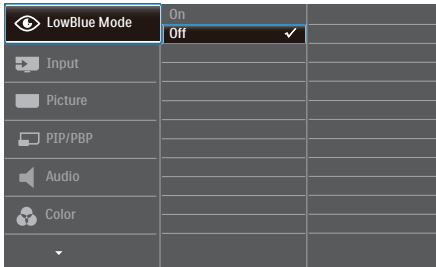 LowBlue Mode
On
Off
Input
Picture
PIP/PBP
Audio
Color